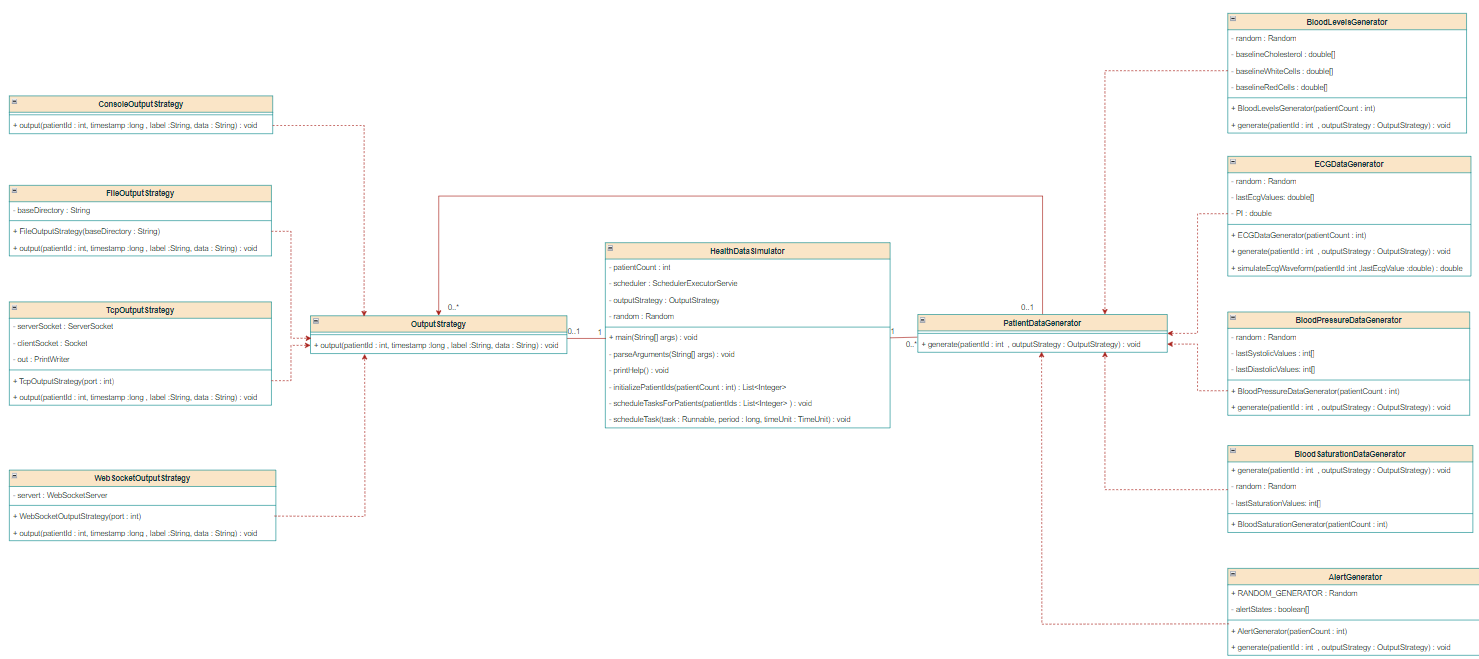 ConsoleOutputStrategy
+ output(patientId : int, timestamp :long , label :String, data : String) : void
FileOutputStrategy
- baseDirectory : String
+ FileOutputStrategy(baseDirectory : String)
+ output(patientId : int, timestamp :long , label :String, data : String) : void
TcpOutputStrategy
- serverSocket : ServerSocket
- clientSocket : Socket
- out : PrintWriter
+ TcpOutputStrategy(port : int)
+ output(patientId : int, timestamp :long , label :String, data : String) : void
WebSocketOutputStrategy
- servert : WebSocketServer
+ WebSocketOutputStrategy(port : int)
+ output(patientId : int, timestamp :long , label :String, data : String) : void
0..*
OutputStrategy
+ output(patientId : int, timestamp :long , label :String, data : String) : void
0..1
1
HealthDataSimulator
- patientCount : int
- scheduler : SchedulerExecutorServie
- outputStrategy : OutputStrategy
- random : Random
+ main(String[] args) : void
- parseArguments(String[] args) : void
- printHelp() : void
- initializePatientIds(patientCount : int) : List<Integer>
- scheduleTasksForPatients(patientIds : List<Integer> ) : void
- scheduleTask(task : Runnable, period : long, timeUnit : TimeUnit) : void
1
0..*
0..1
PatientDataGenerator
+ generate(patientId : int , outputStrategy : OutputStrategy) : void
BloodLevelsGenerator
- random : Random
- baselineCholesterol : double[]
- baselineWhiteCells : double[]
- baselineRedCells : double[]
+ BloodLevelsGenerator(patientCount : int)
+ generate(patientId : int , outputStrategy : OutputStrategy) : void
ECGDataGenerator
- random : Random
- lastEcgValues: double[]
- PI : double
+ ECGDataGenerator(patientCount : int)
+ generate(patientId : int , outputStrategy : OutputStrategy) : void
+ simulateEcgWaveform(patientId :int ,lastEcgValue :double) : double
BloodPressureDataGenerator
- random : Random
- lastSystolicValues : int[]
- lastDiastolicValues: int[]
+ BloodPressureDataGenerator(patientCount : int)
+ generate(patientId : int , outputStrategy : OutputStrategy) : void
BloodSaturationDataGenerator
+ generate(patientId : int , outputStrategy : OutputStrategy) : void
- random : Random
- lastSaturationValues: int[]
+ BloodSaturationGenerator(patientCount : int)
AlertGenerator
+ RANDOM_GENERATOR : Random
- alertStates : boolean[]
+ AlertGenerator(patienCount : int)
+ generate(patientId : int , outputStrategy : OutputStrategy) : void